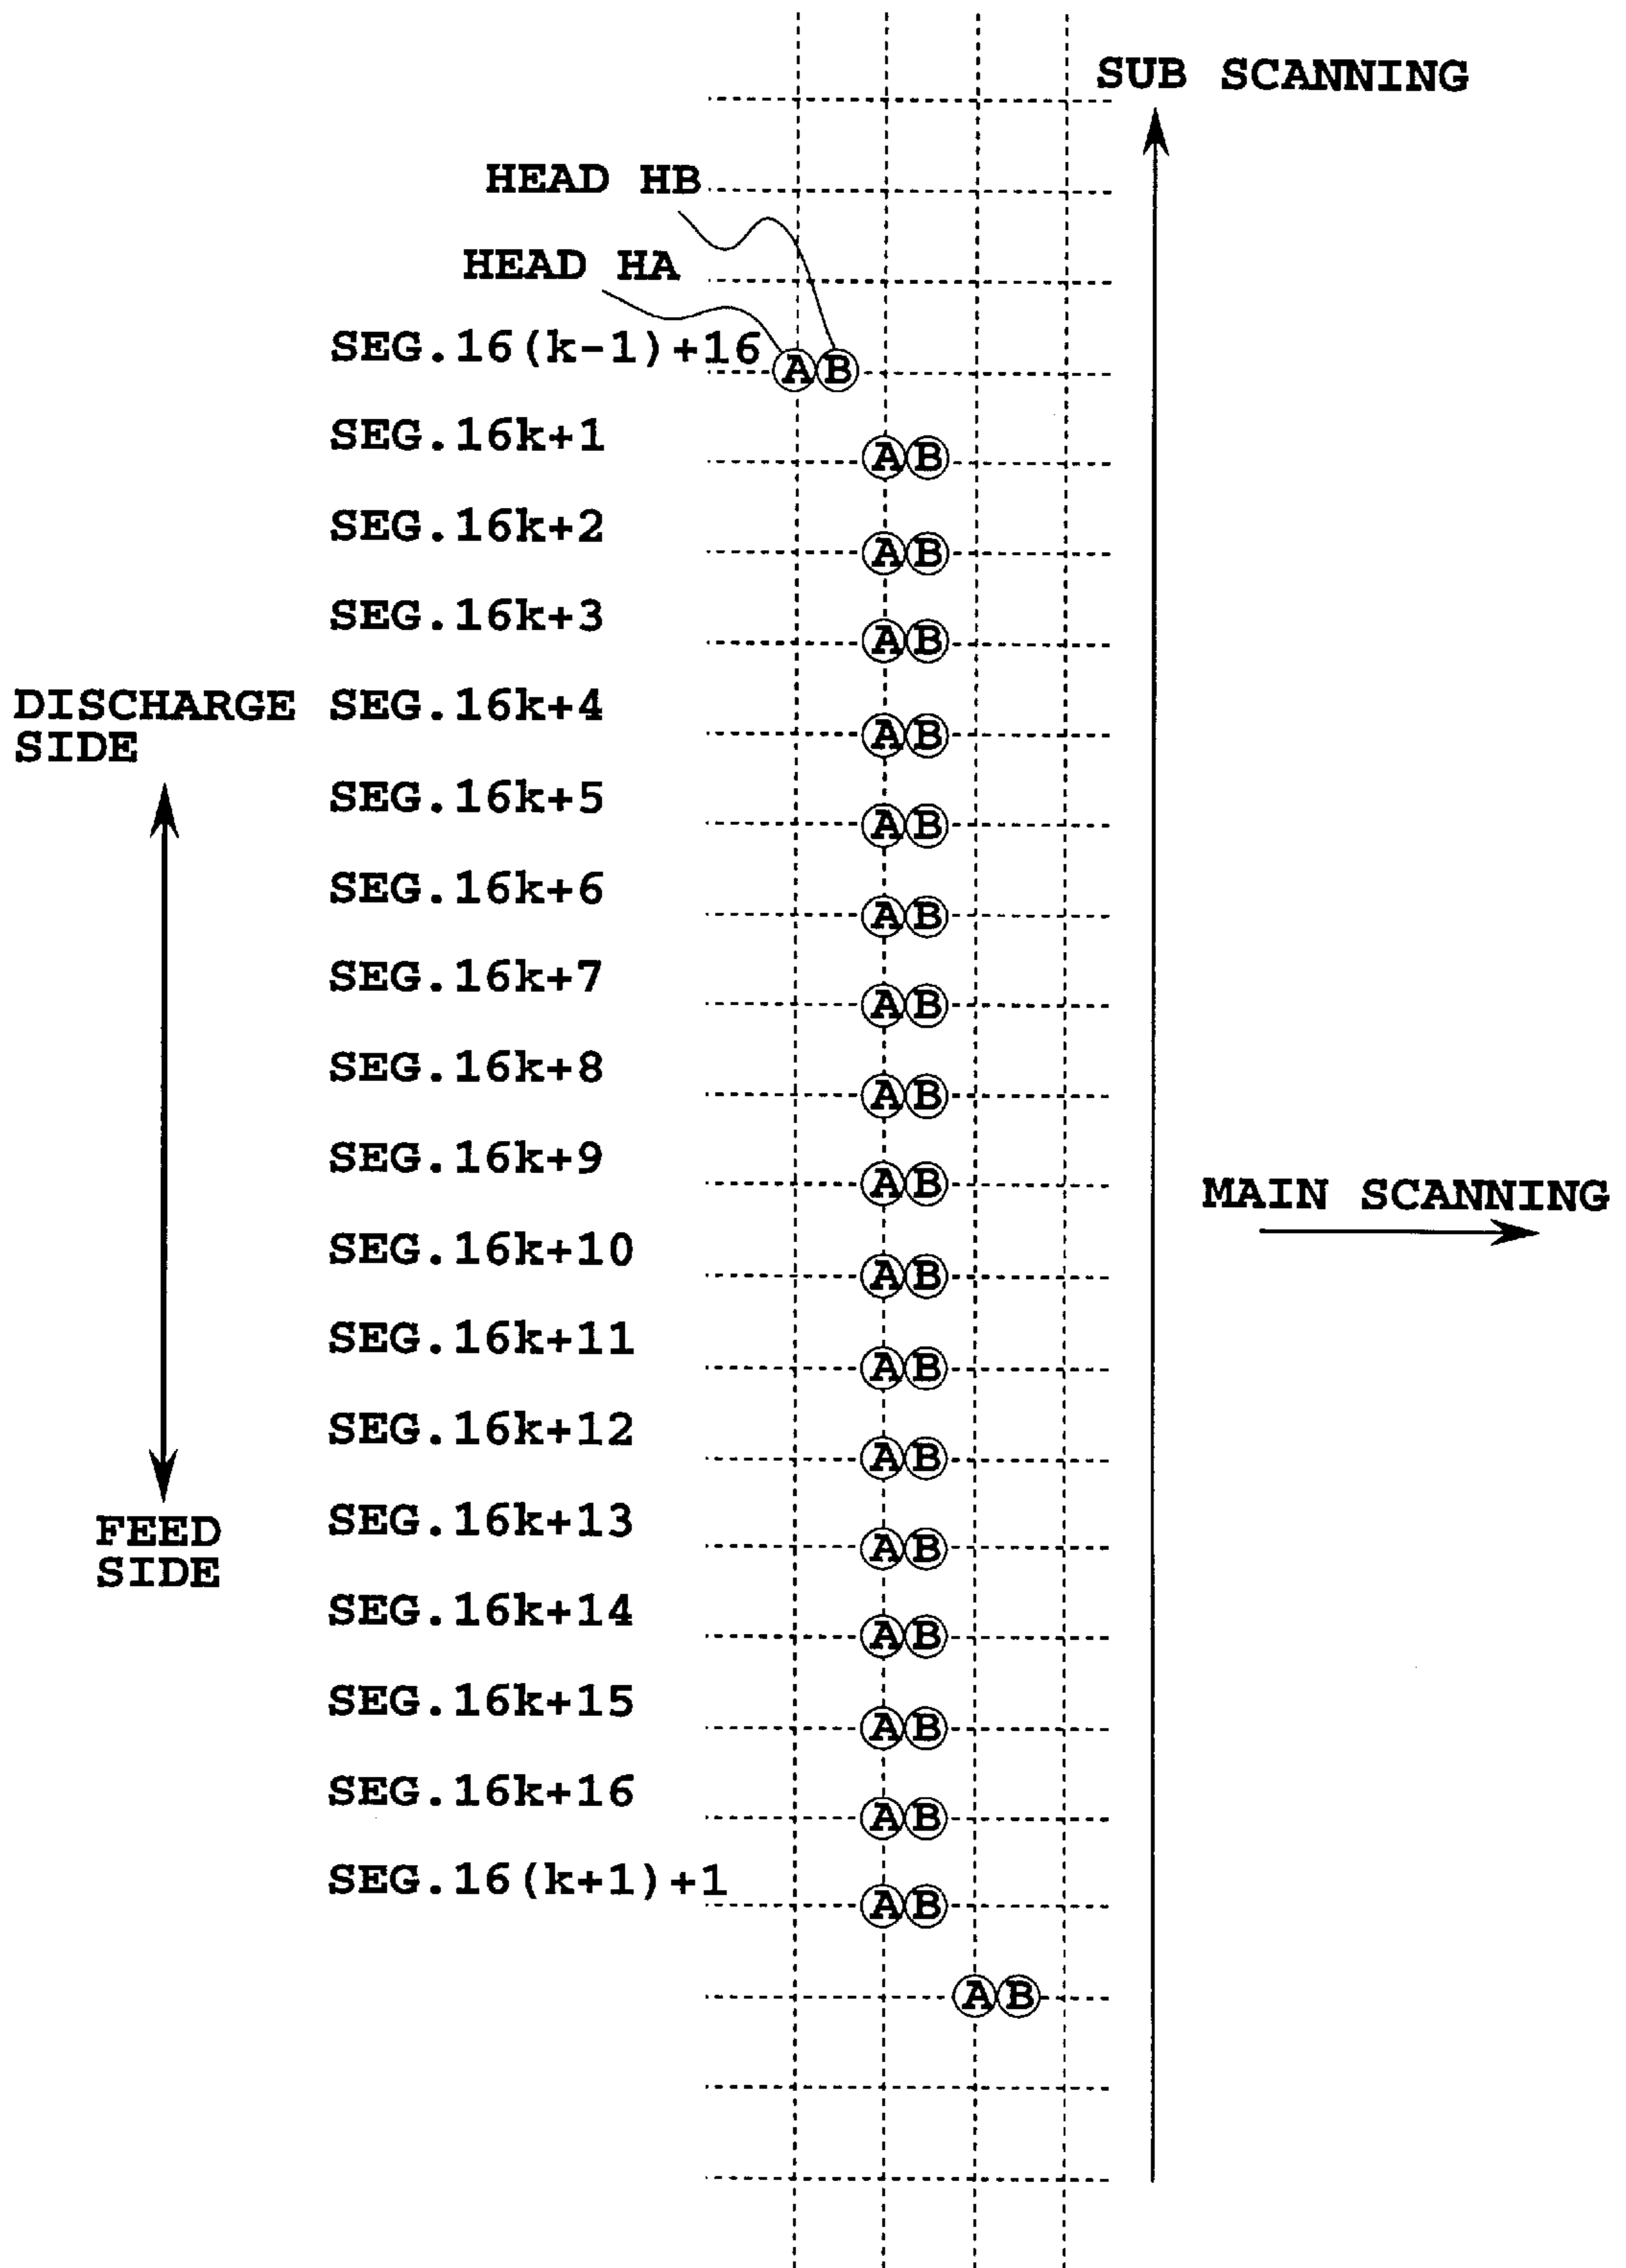 SUB SCANNING
HEAD HB
HEAD HA
SEG.16(k-1)+16
A B
SEG.16k+1
A B
SEG.16k+2
A B
SEG.16k+3
A B
DISCHARGE
SIDE
SEG.16k+4
A B
SEG.16k+5
A B
SEG.16k+6
A B
SEG.16k+7
A B
SEG.16k+8
A B
SEG.16k+9
A B
MAIN SCANNING
SEG.16k+10
A B
SEG.16k+11
A B
SEG.16k+12
A B
FEED
SIDE
SEG.16k+13
A B
SEG.16k+14
A B
SEG.16k+15
A B
SEG.16k+16
A B
SEG.16(k+1)+1
A B
A B